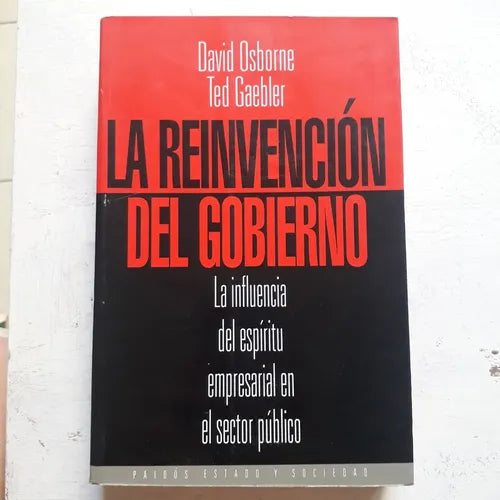 David Osborne
Ted Gaebler
LA REINVENCIÓN
DEL GOBIERNO
La influencia
del espíritu
empresarial en
el sector público
PAIDÓS ESTADO Y SOCIEDAD